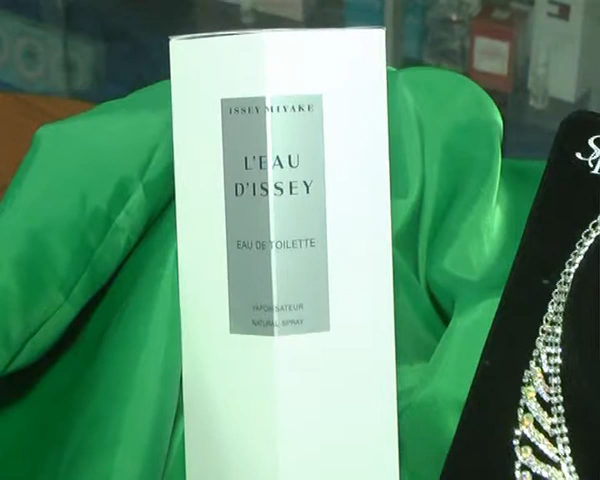 ISSEY MIYAKE
L'EAU
D'ISSEY
EAU DE TOILETTE
VAPORISATEUR
NATURAL SPRAY